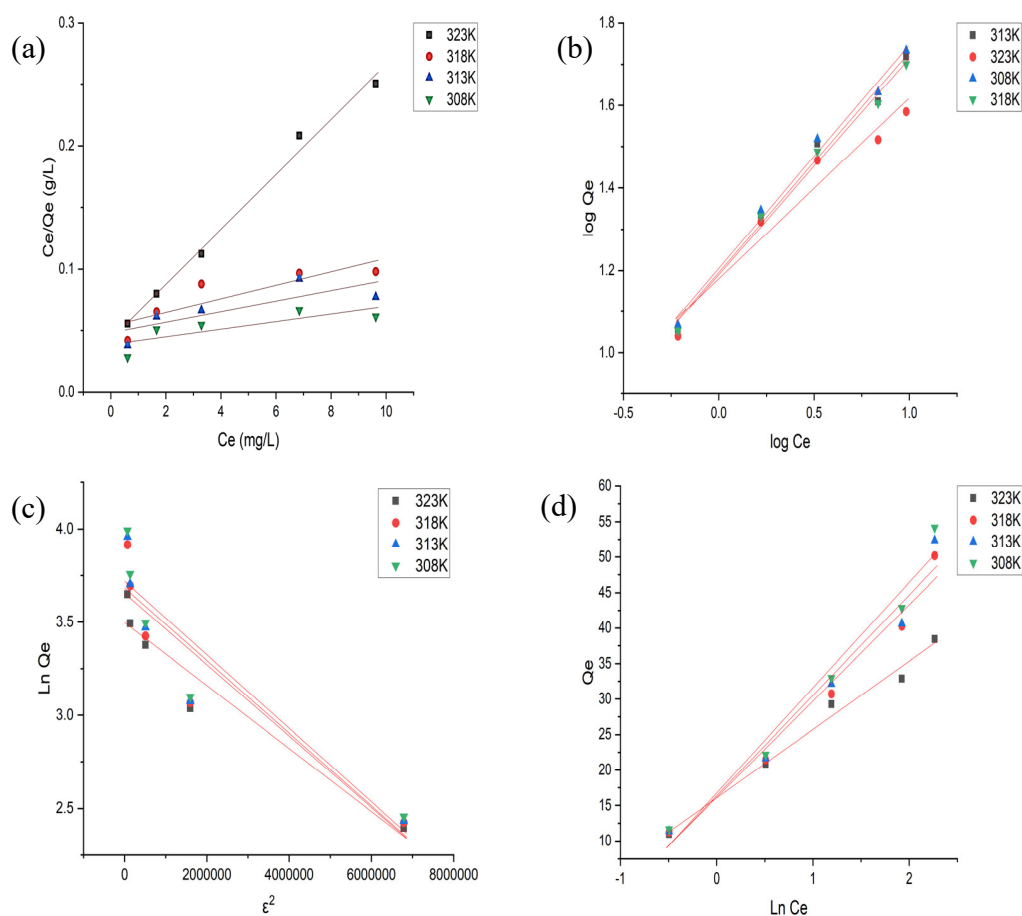 (a)
0.3
0.2
0.1
0.0
Ce/Qe (g/L)
0 2 4 6 8 10
Ce (mg/L)
323K
318K
313K
308K
(b)
1.8
1.6
1.4
1.2
1.0
log Qe
-0.5 0.0 0.5 1.0
log Ce
313K
323K
308K
318K
(c)
4.0
3.5
3.0
2.5
Ln Qe
0 2000000 4000000 6000000 8000000
ε²
323K
318K
313K
308K
(d)
60
55
50
45
40
35
30
25
20
15
10
Qe
-1 0 1 2
Ln Ce
323K
318K
313K
308K